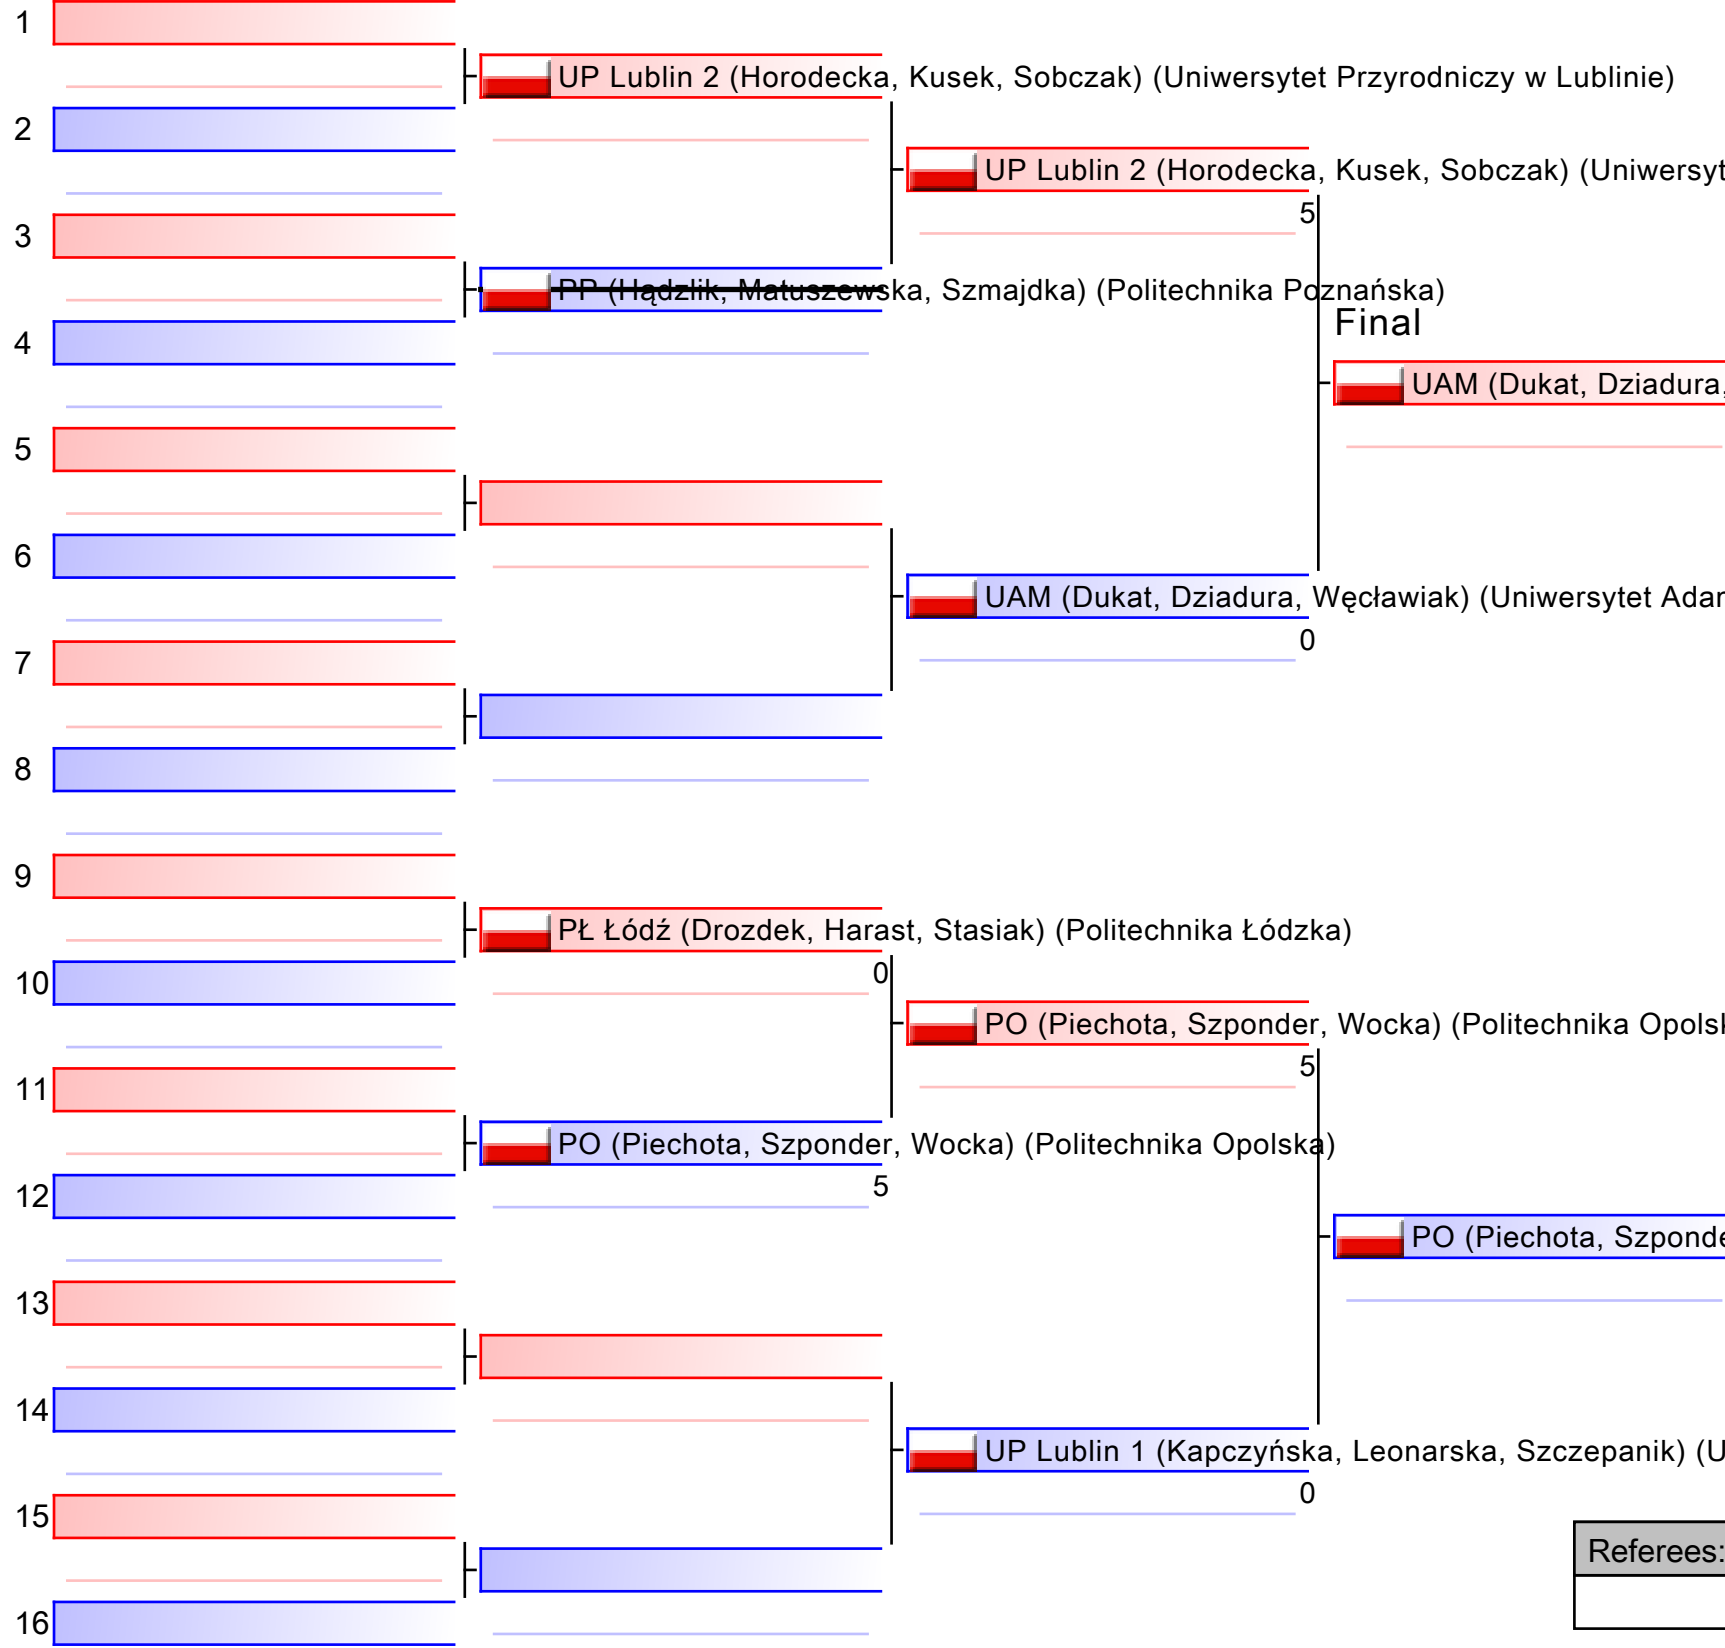 1
UP Lublin 2 (Horodecka, Kusek, Sobczak) (Uniwersytet Przyrodniczy w Lublinie)
2
UP Lublin 2 (Horodecka, Kusek, Sobczak) (Uniwersyt
5
3
PP (Hądzlik, Matuszewska, Szmajdka) (Politechnika Poznańska)
Final
4
UAM (Dukat, Dziadura,
5
6
UAM (Dukat, Dziadura, Węcławiak) (Uniwersytet Adar
0
7
8
9
PŁ Łódź (Drozdek, Harast, Stasiak) (Politechnika Łódzka)
0
10
PO (Piechota, Szponder, Wocka) (Politechnika Opolsk
5
11
PO (Piechota, Szponder, Wocka) (Politechnika Opolska)
5
12
PO (Piechota, Szponde
13
14
UP Lublin 1 (Kapczyńska, Leonarska, Szczepanik) (U
0
15
Referees:
16